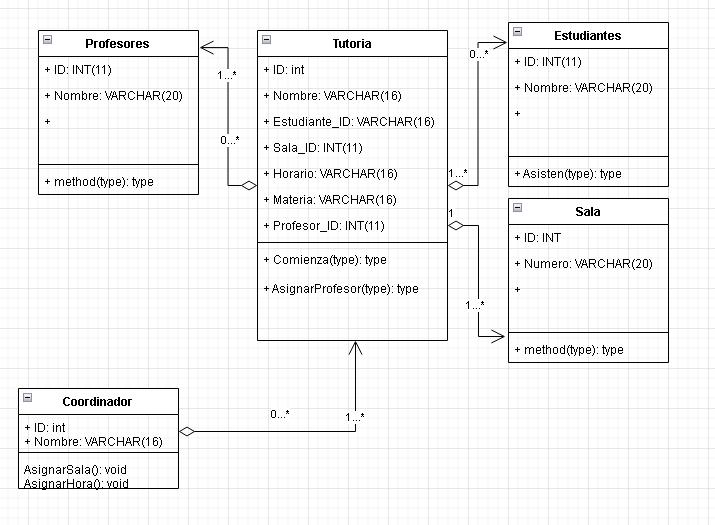 Profesores
+ ID: INT(11)
+ Nombre: VARCHAR(20)
+
+ method(type): type
Tutoria
+ ID: int
+ Nombre: VARCHAR(16)
+ Estudiante_ID: VARCHAR(16)
+ Sala_ID: INT(11)
+ Horario: VARCHAR(16)
+ Materia: VARCHAR(16)
+ Profesor_ID: INT(11)
+ Comienza(type): type
+ AsignarProfesor(type): type
Estudiantes
+ ID: INT(11)
+ Nombre: VARCHAR(20)
+
+ Asisten(type): type
Sala
+ ID: INT
+ Numero: VARCHAR(20)
+
+ method(type): type
Coordinador
+ ID: int
+ Nombre: VARCHAR(16)
AsignarSala(): void
AsignarHora(): void
1...*
0...*
0...*
1...*
1
1...*
0...*
1...*